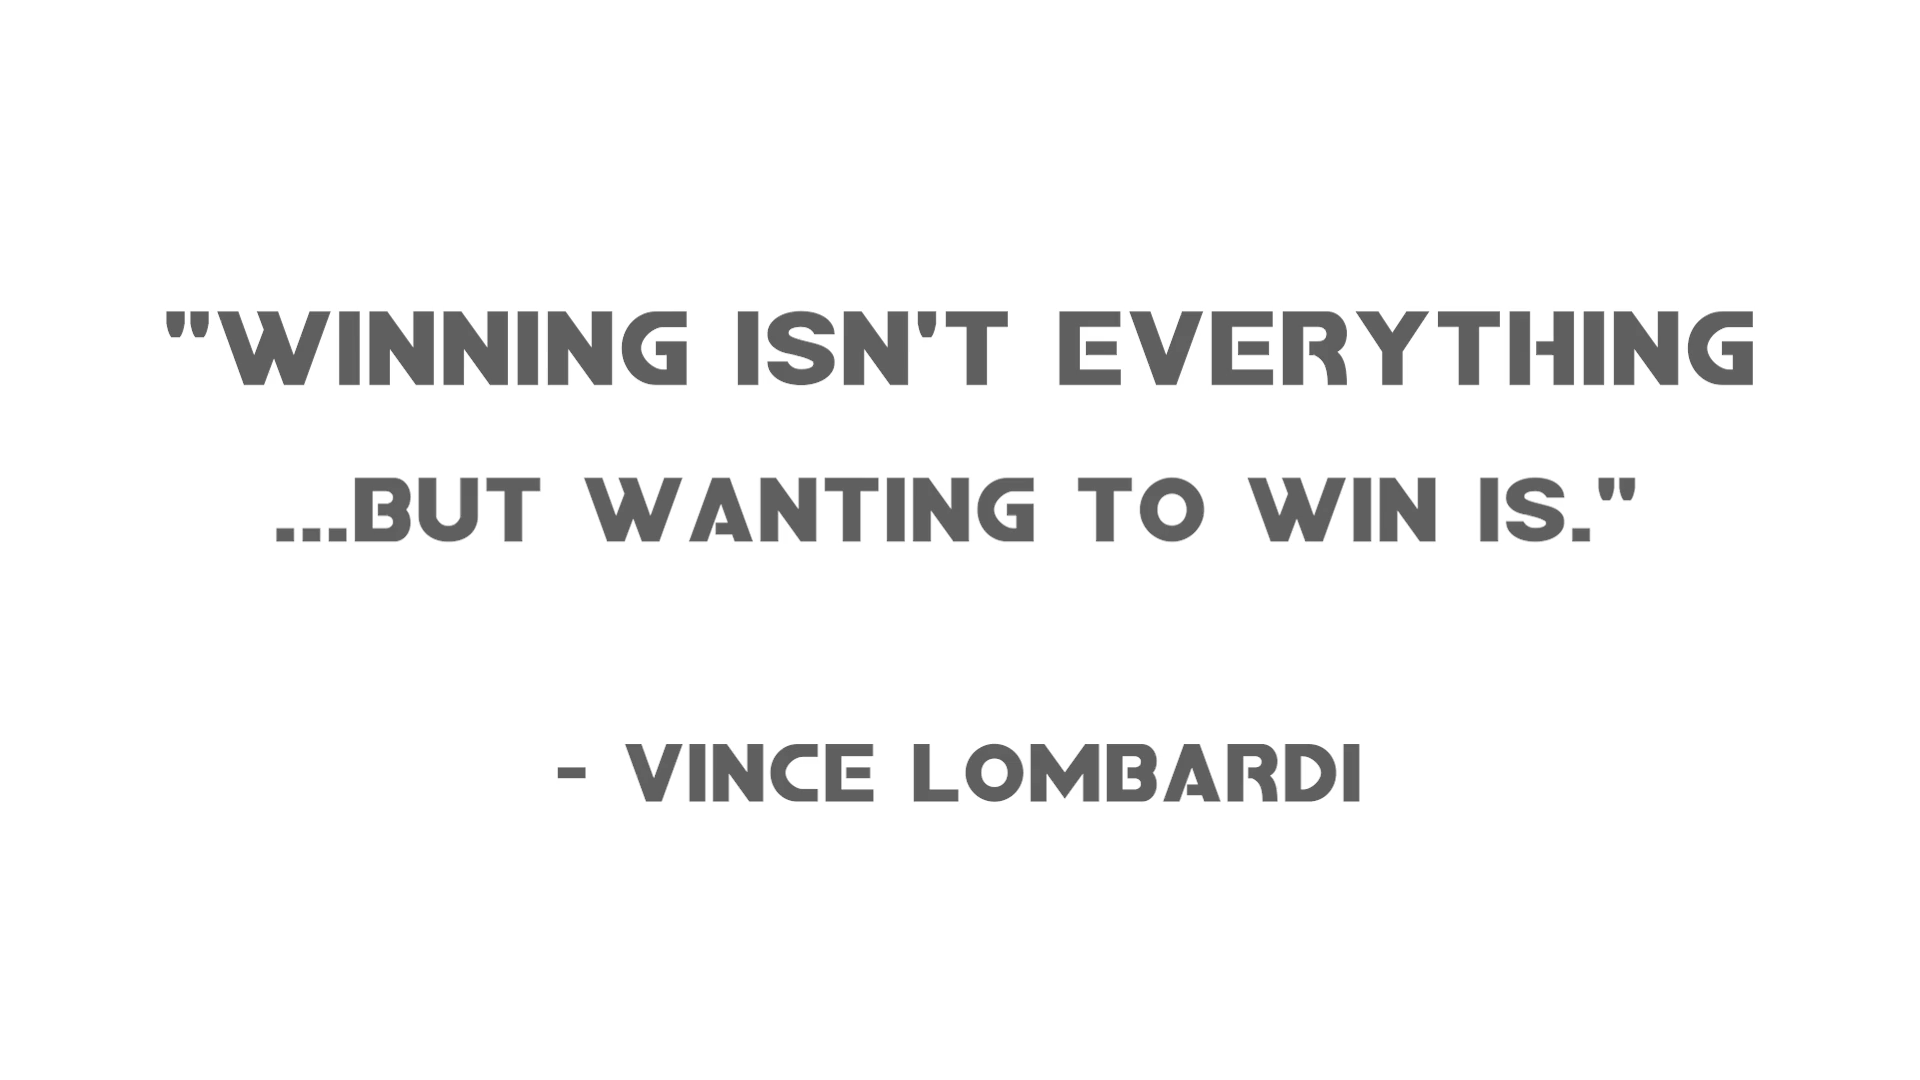 "WINNING ISN'T EVERYTHING
...BUT WANTING TO WIN IS."
- VINCE LOMBARDI